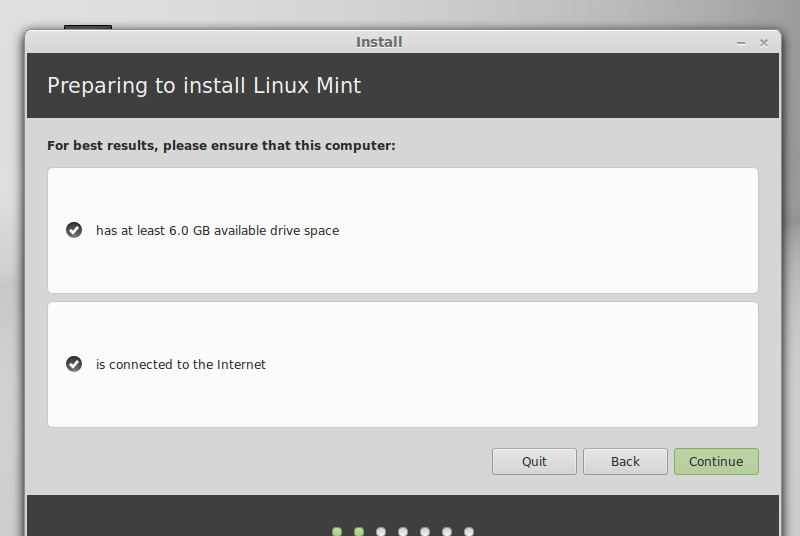 Install
Preparing to install Linux Mint
For best results, please ensure that this computer:
has at least 6.0 GB available drive space
is connected to the Internet
Quit Back Continue